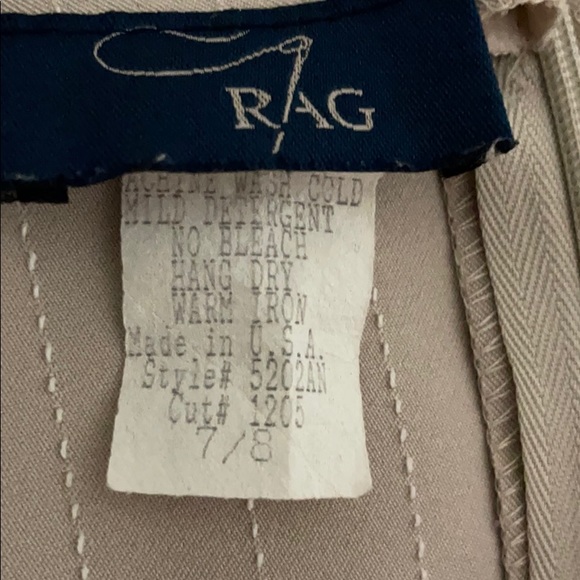 RAG
MACHINE WASH COLD
MILD DETERGENT
NO BLEACH
HANG DRY
WARM IRON
Made in U.S.A.
Style# 5202AN
Cut# 1205
7/8